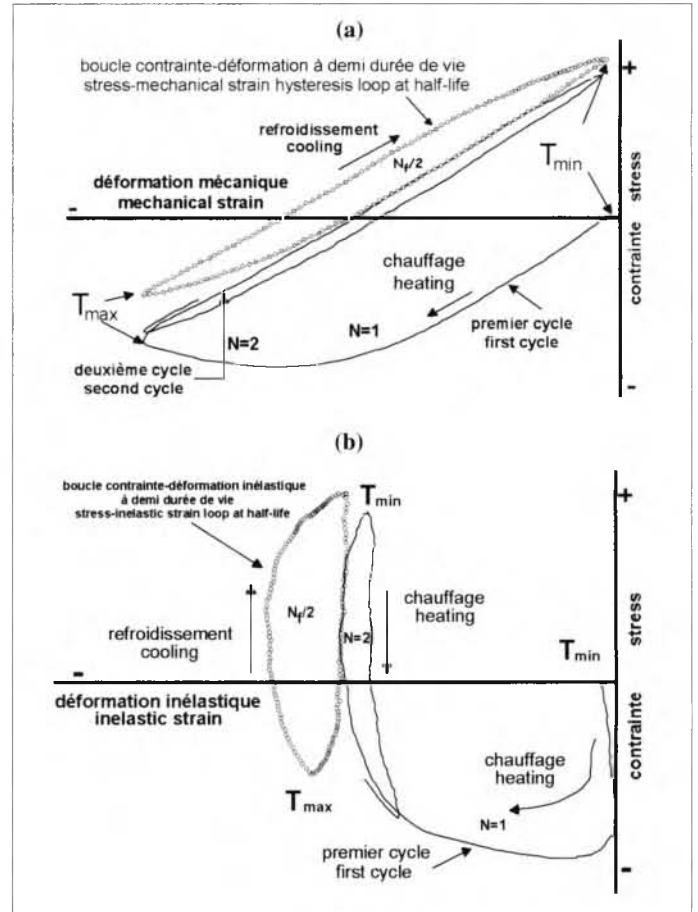 (a)
boucle contrainte-déformation à demi durée de vie
stress-mechanical strain hysteresis loop at half-life
+
refroidissement
cooling
Nf/2
Tmin
déformation mécanique
mechanical strain
-
stress
contrainte
chauffage
heating
Tmax
N=2
N=1
premier cycle
first cycle
deuxième cycle
second cycle
-
(b)
boucle contrainte-déformation inélastique
à demi durée de vie
stress-inelastic strain loop at half-life
Tmin
+
stress
chauffage
heating
Nf/2
N=2
refroidissement
cooling
Tmin
-
déformation inélastique
inelastic strain
contrainte
chauffage
heating
Tmax
N=1
premier cycle
first cycle
-